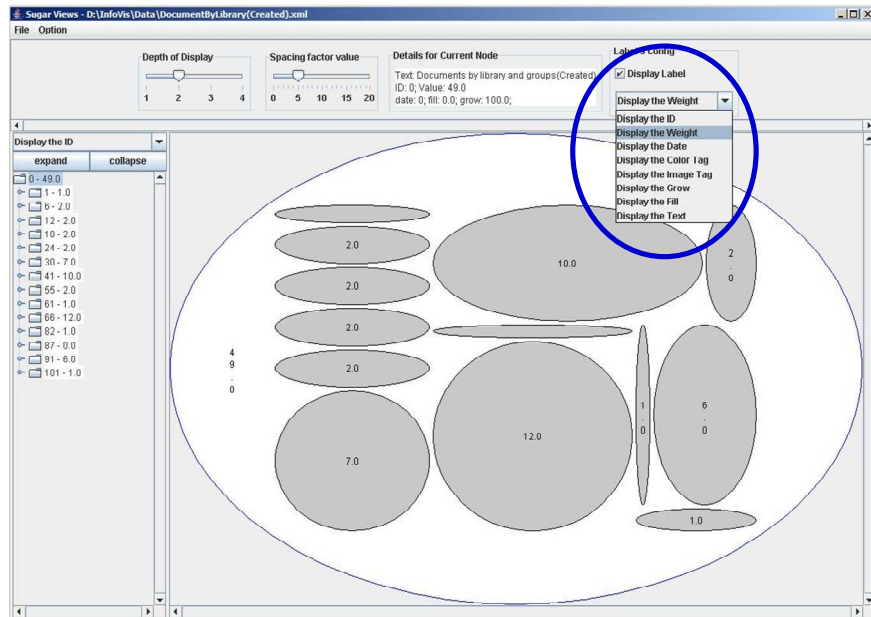 Sugar Views - D:\InfoVis\Data\DocumentByLibrary(Created).xml
File Option
Depth of Display
1 2 3 4
Spacing factor value
0 5 10 15 20
Details for Current Node
Text: Documents by library and groups(Created)
ID: 0; Value: 49.0
date: 0; fill: 0.0; grow: 100.0;
Label's config
Display Label
Display the Weight
Display the ID
Display the Weight
Display the Date
Display the Color Tag
Display the Image Tag
Display the Grow
Display the Fill
Display the Text
Display the ID
expand collapse
0 - 49.0
1 - 1.0
6 - 2.0
12 - 2.0
10 - 2.0
24 - 2.0
30 - 7.0
41 - 10.0
55 - 2.0
61 - 1.0
66 - 12.0
82 - 1.0
87 - 0.0
91 - 6.0
101 - 1.0
49.0
2.0
2.0
2.0
2.0
7.0
10.0
2.0
12.0
1.0
6.0
1.0